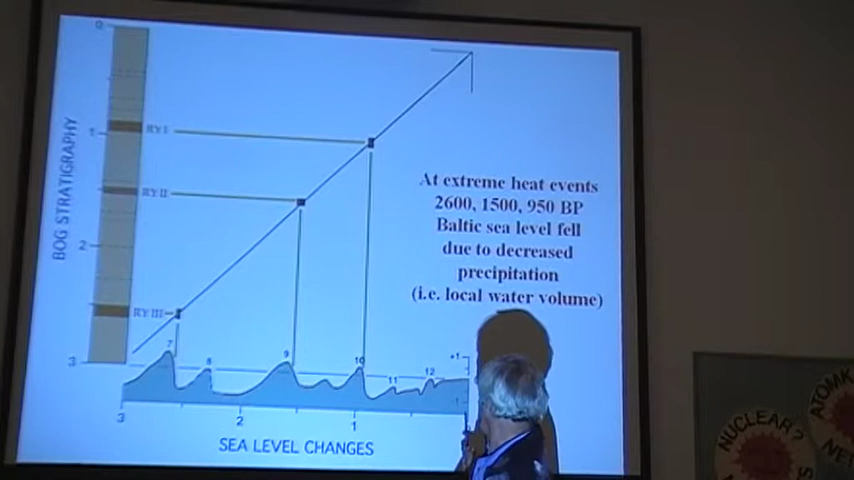 0
BOG STRATIGRAPHY
1
2
3
RY I
RY II
RY III
At extreme heat events
2600, 1500, 950 BP
Baltic sea level fell
due to decreased
precipitation
(i.e. local water volume)
7
8
9
10
11
12
+1
3
2
1
SEA LEVEL CHANGES
NUCLEAR?
ATOMK